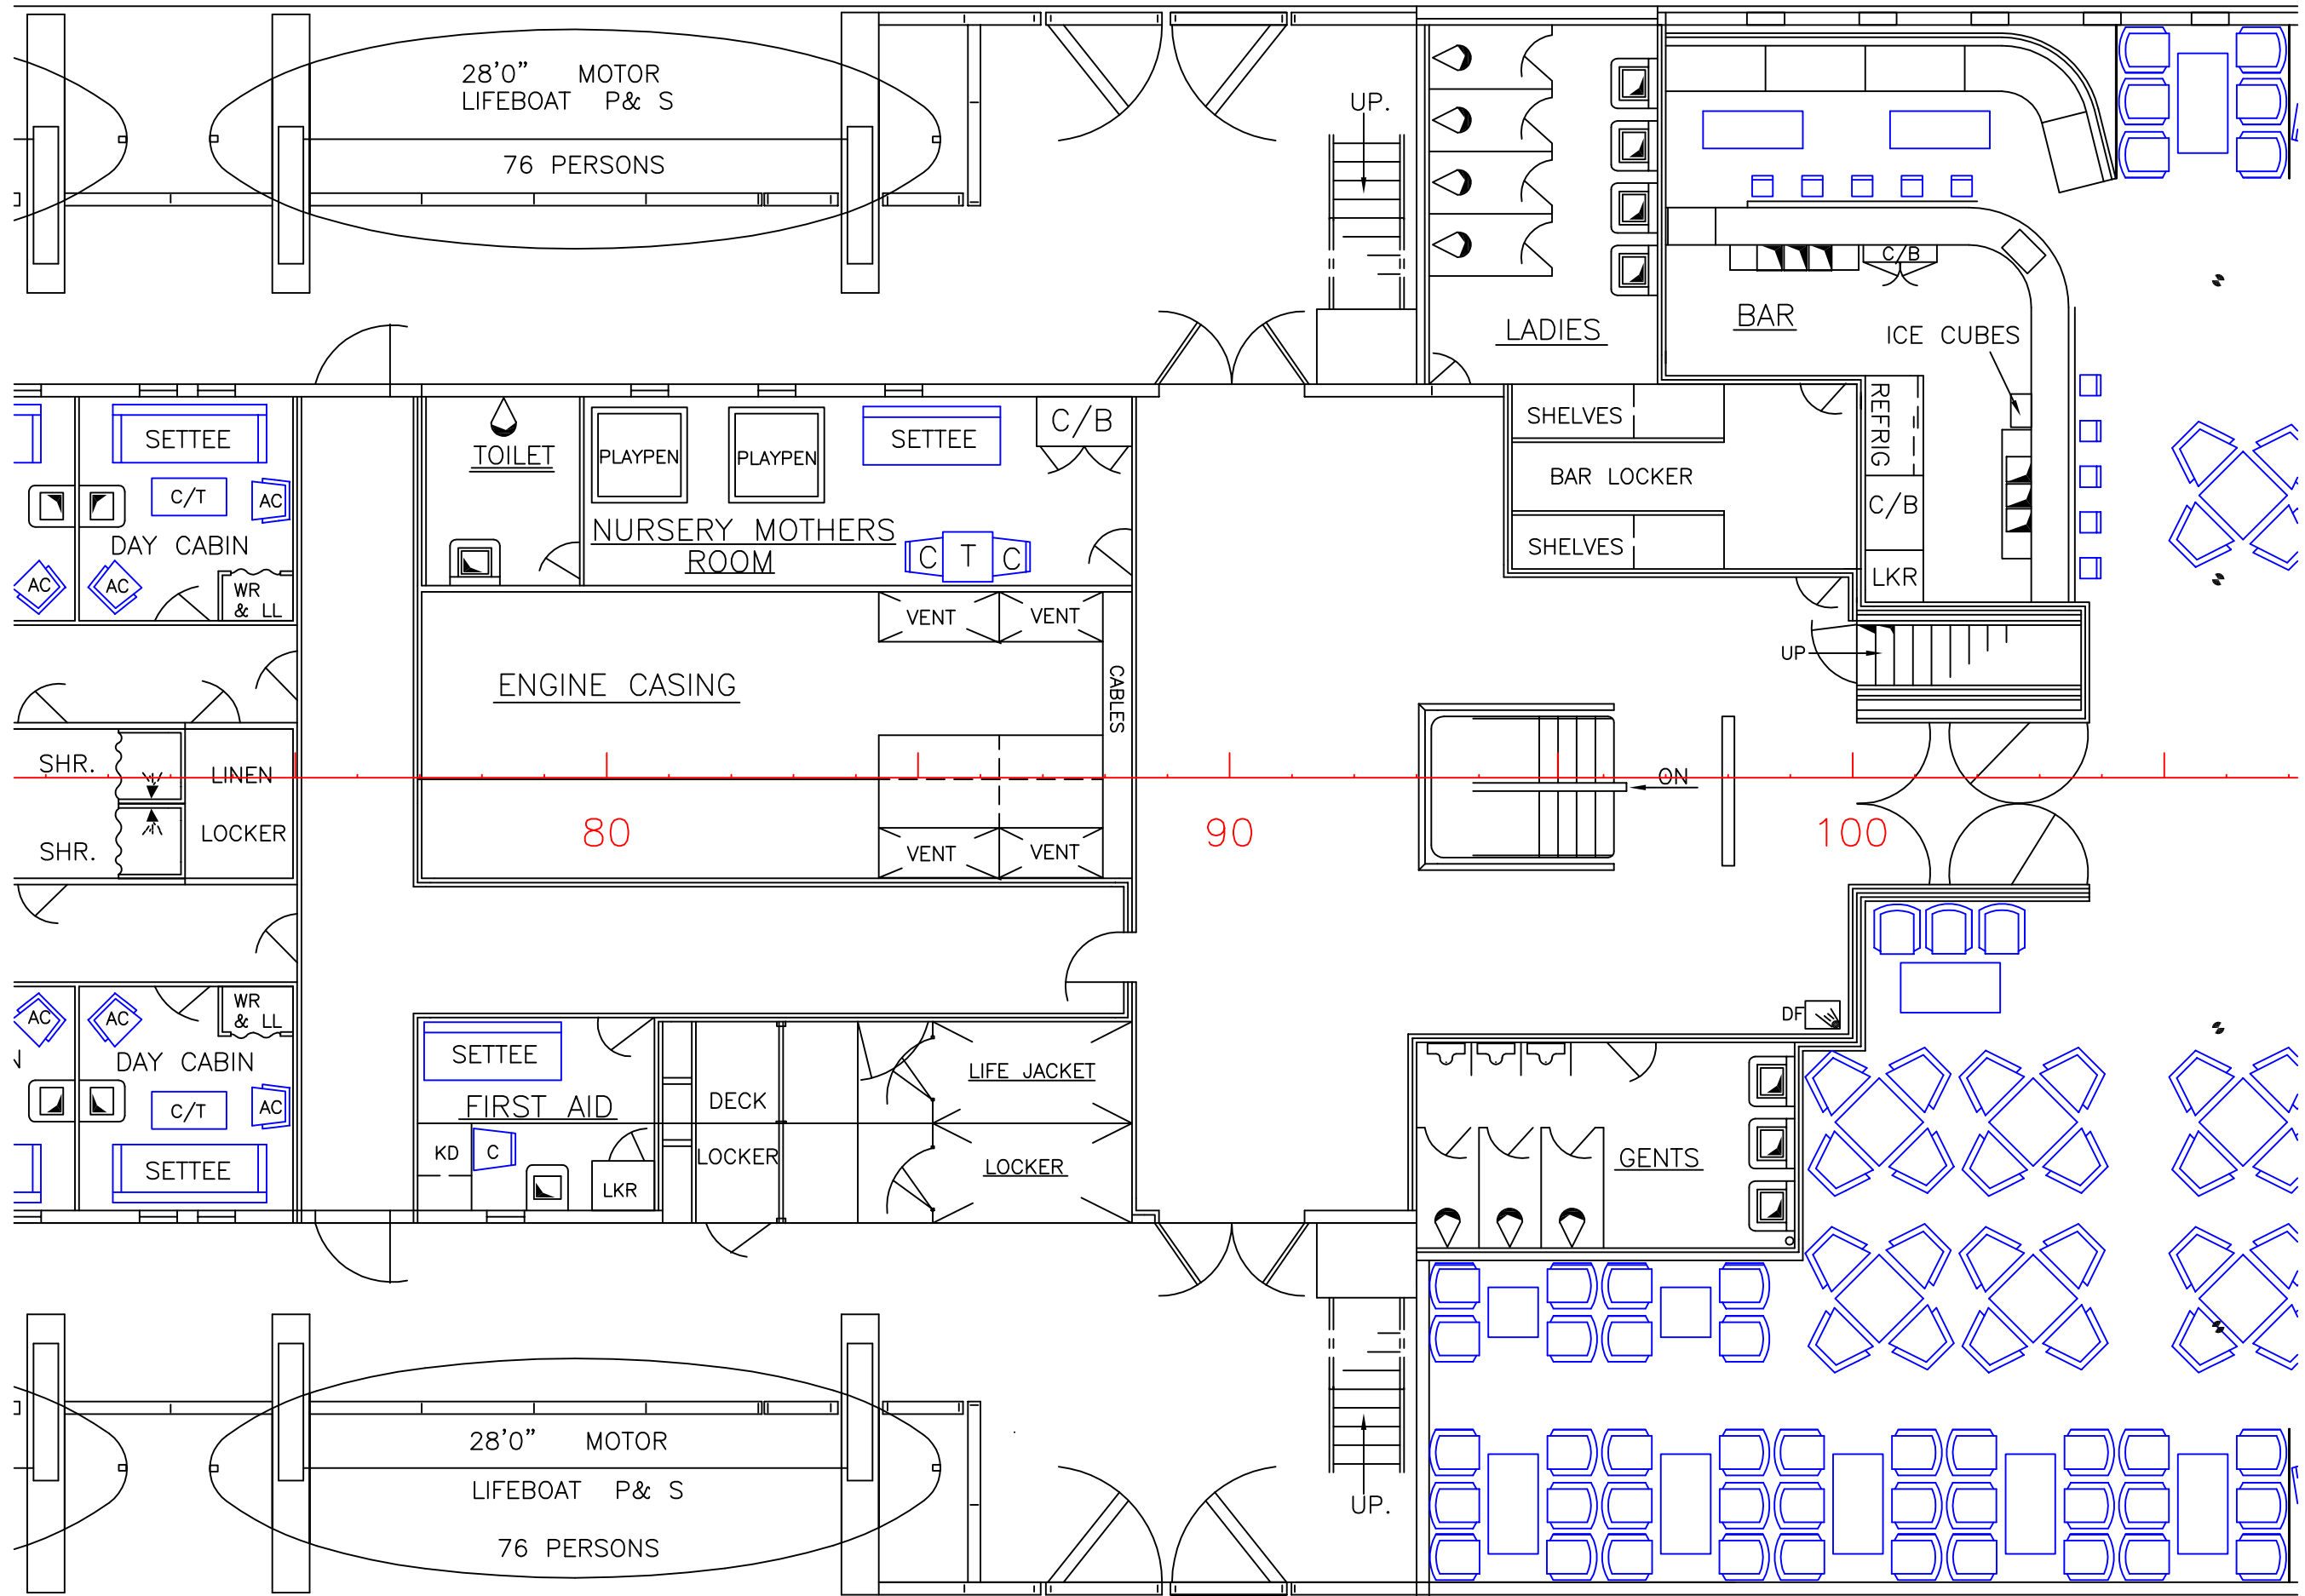 28'0" MOTOR
LIFEBOAT P& S
76 PERSONS
UP.
LADIES
BAR
C/B
ICE CUBES
REFRIG
C/B
LKR
SHELVES
BAR LOCKER
SHELVES
SETTEE
C/T
AC
DAY CABIN
AC
AC
WR
& LL
TOILET
PLAYPEN
PLAYPEN
SETTEE
C/B
NURSERY MOTHERS
ROOM
C T C
VENT
VENT
ENGINE CASING
CABLES
UP
SHR.
LINEN
LOCKER
SHR.
ON
80
90
100
VENT
VENT
AC
AC
WR
& LL
N
DAY CABIN
C/T
AC
SETTEE
SETTEE
FIRST AID
KD
C
LKR
DECK
LOCKER
LIFE JACKET
LOCKER
DF
GENTS
28'0" MOTOR
LIFEBOAT P& S
76 PERSONS
UP.